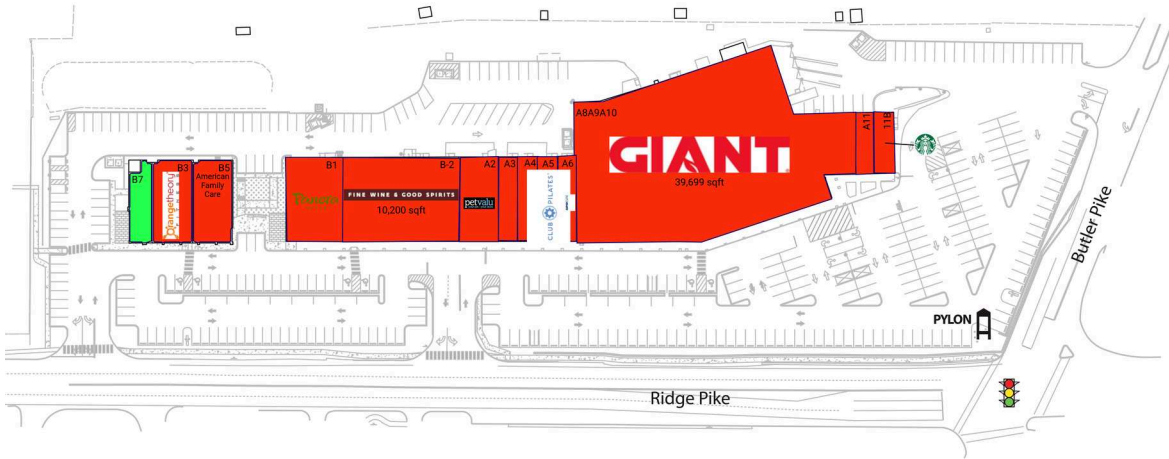 A8A9A10
A11
11B
GIANT
39,699 sqft
B7
B3
Orangetheory
B5
American
Family
Care
B1
B-2
FINE WINE & GOOD SPIRITS
10,200 sqft
A2
petvalu
A3
A4
A5
A6
CLUB PILATES
Butler Pike
PYLON
Ridge Pike